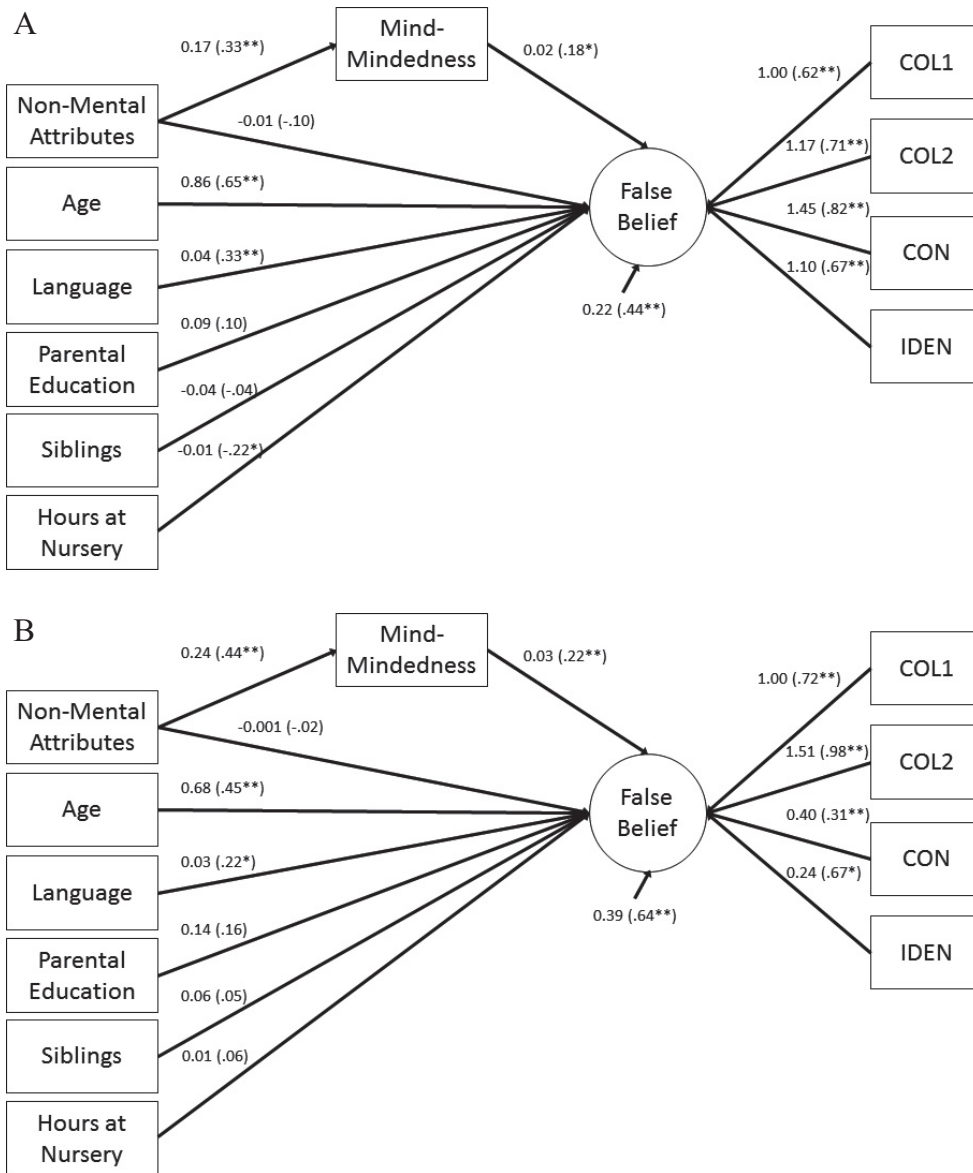 A
Mind-
Mindedness
0.17 (.33**)
0.02 (.18*)
Non-Mental
Attributes
-0.01 (-.10)
Age
0.86 (.65**)
Language
0.04 (.33**)
Parental
Education
0.09 (.10)
Siblings
-0.04 (-.04)
Hours at
Nursery
-0.01 (-.22*)
False
Belief
0.22 (.44**)
1.00 (.62**)
COL1
1.17 (.71**)
COL2
1.45 (.82**)
CON
1.10 (.67**)
IDEN
B
Mind-
Mindedness
0.24 (.44**)
0.03 (.22**)
Non-Mental
Attributes
-0.001 (-.02)
Age
0.68 (.45**)
Language
0.03 (.22*)
Parental
Education
0.14 (.16)
Siblings
0.06 (.05)
Hours at
Nursery
0.01 (.06)
False
Belief
0.39 (.64**)
1.00 (.72**)
COL1
1.51 (.98**)
COL2
0.40 (.31**)
CON
0.24 (.67*)
IDEN